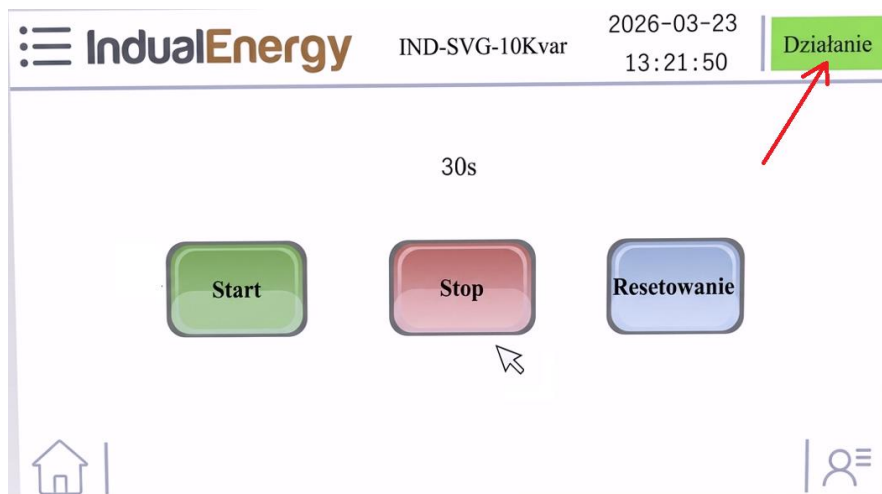 IndualEnergy
IND-SVG-10Kvar
2026-03-23
13:21:50
Działanie
30s
Start
Stop
Resetowanie